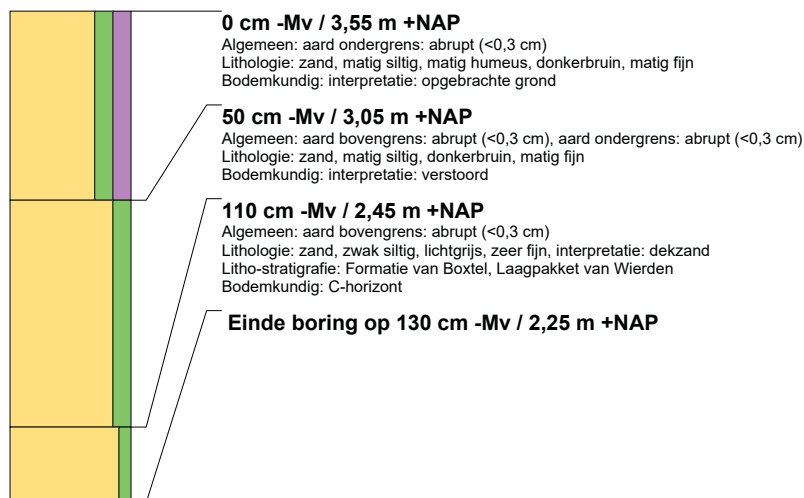 0 cm -Mv / 3,55 m +NAP
Algemeen: aard ondergrens: abrupt (<0,3 cm)
Lithologie: zand, matig siltig, matig humeus, donkerbruin, matig fijn
Bodemkundig: interpretatie: opgebrachte grond
50 cm -Mv / 3,05 m +NAP
Algemeen: aard bovengrens: abrupt (<0,3 cm), aard ondergrens: abrupt (<0,3 cm)
Lithologie: zand, matig siltig, donkerbruin, matig fijn
Bodemkundig: interpretatie: verstoord
110 cm -Mv / 2,45 m +NAP
Algemeen: aard bovengrens: abrupt (<0,3 cm)
Lithologie: zand, zwak siltig, lichtgrijs, zeer fijn, interpretatie: dekzand
Litho-stratigrafie: Formatie van Boxtel, Laagpakket van Wierden
Bodemkundig: C-horizont
Einde boring op 130 cm -Mv / 2,25 m +NAP